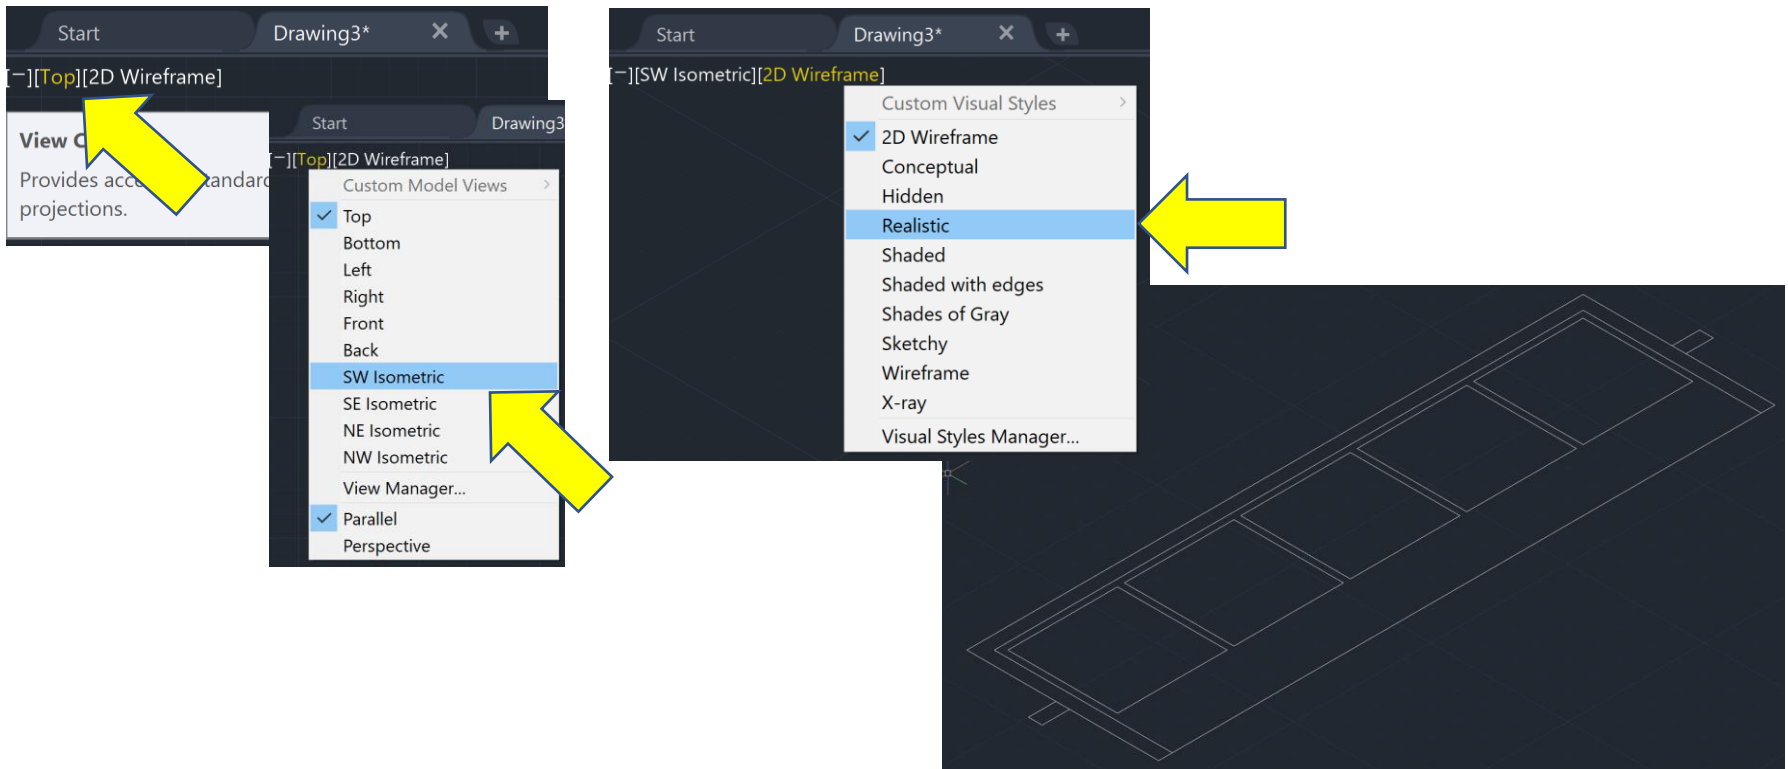 Start Drawing3* × +
[−][Top][2D Wireframe]
View
Provides
projections.
Start Drawing3
[−][Top][2D Wireframe]
Custom Model Views >
✓ Top
Bottom
Left
Right
Front
Back
SW Isometric
SE Isometric
NE Isometric
NW Isometric
View Manager...
✓ Parallel
Perspective
Start Drawing3* × +
[−][SW Isometric][2D Wireframe]
Custom Visual Styles >
✓ 2D Wireframe
Conceptual
Hidden
Realistic
Shaded
Shaded with edges
Shades of Gray
Sketchy
Wireframe
X-ray
Visual Styles Manager...